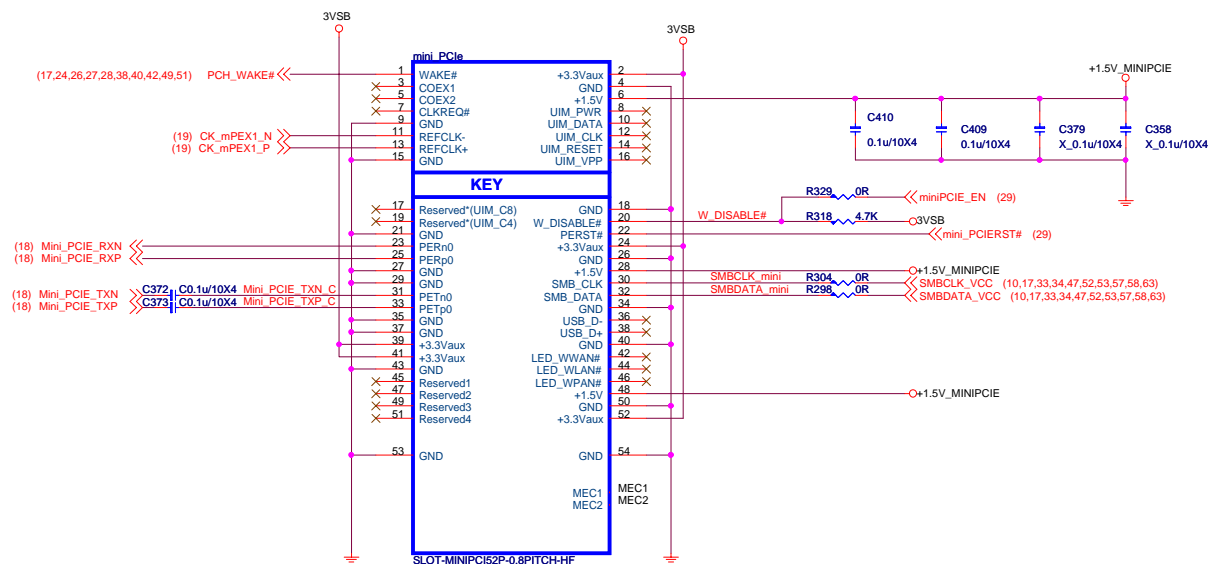 3VSB
3VSB
mini_PCIe
+1.5V_MINIPCIE
(17,24,26,27,28,38,40,42,49,51) PCH_WAKE# 1 WAKE# +3.3Vaux 2
3 COEX1 GND 4
5 COEX2 +1.5V 6
7 CLKREQ# UIM_PWR 8
9 GND UIM_DATA 10
(19) CK_mPEX1_N 11 REFCLK- UIM_CLK 12
(19) CK_mPEX1_P 13 REFCLK+ UIM_RESET 14
15 GND UIM_VPP 16
C410 C409 C379 C358
0.1u/10X4 0.1u/10X4 X_0.1u/10X4 X_0.1u/10X4
KEY
R329 0R miniPCIE_EN (29)
17 Reserved*(UIM_C8) GND 18
19 Reserved*(UIM_C4) W_DISABLE# 20 W_DISABLE# R318 4.7K 3VSB
21 GND PERST# 22 mini_PCIERST# (29)
(18) Mini_PCIE_RXN 23 PERn0 +3.3Vaux 24
(18) Mini_PCIE_RXP 25 PERp0 GND 26
27 GND +1.5V 28 +1.5V_MINIPCIE
29 GND SMB_CLK 30 SMBCLK_mini R304 0R SMBCLK_VCC (10,17,33,34,47,52,53,57,58,63)
(18) Mini_PCIE_TXN C372 C0.1u/10X4 Mini_PCIE_TXN_C 31 PETn0 SMB_DATA 32 SMBDATA_mini R298 0R SMBDATA_VCC (10,17,33,34,47,52,53,57,58,63)
(18) Mini_PCIE_TXP C373 C0.1u/10X4 Mini_PCIE_TXP_C 33 PETp0 GND 34
35 GND USB_D- 36
37 GND USB_D+ 38
39 +3.3Vaux GND 40
41 +3.3Vaux LED_WWAN# 42
43 GND LED_WLAN# 44
45 Reserved1 LED_WPAN# 46
47 Reserved2 +1.5V 48 +1.5V_MINIPCIE
49 Reserved3 GND 50
51 Reserved4 +3.3Vaux 52
53 GND GND 54
MEC1 MEC1
MEC2 MEC2
SLOT-MINIPCI52P-0.8PITCH-HF